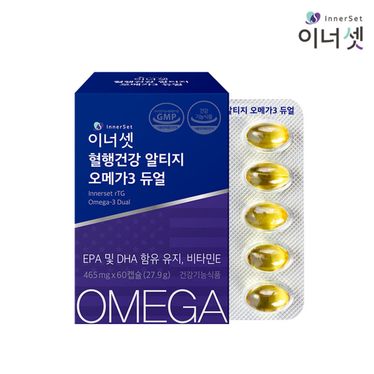 InnerSet
이너셋
InnerSet
이너셋
혈행건강 알티지
오메가3 듀얼
Innerset rTG
Omega-3 Dual
GMP
건강
기능식품
EPA 및 DHA 함유 유지, 비타민E
465 mg x 60캡슐 (27.9 g)
건강기능식품
OMEGA
알티지 오메가3 듀얼